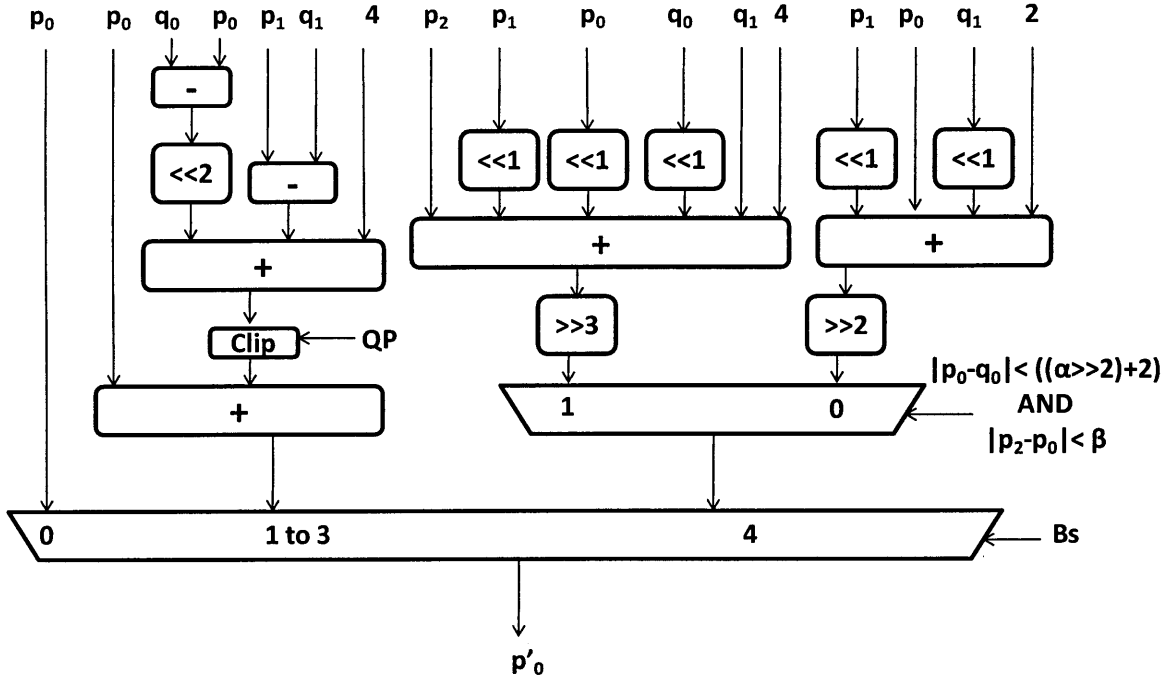 p₀ p₀ q₀ p₀ p₁ q₁ 4 p₂ p₁ p₀ q₀ q₁ 4 p₁ p₀ q₁ 2
-
<<2 - <<1 <<1 <<1 <<1 <<1
+ + +
Clip QP >>3 >>2
|p₀-q₀|< ((α>>2)+2)
+ 1 0 AND
|p₂-p₀|< β
0 1 to 3 4 Bs
p'₀